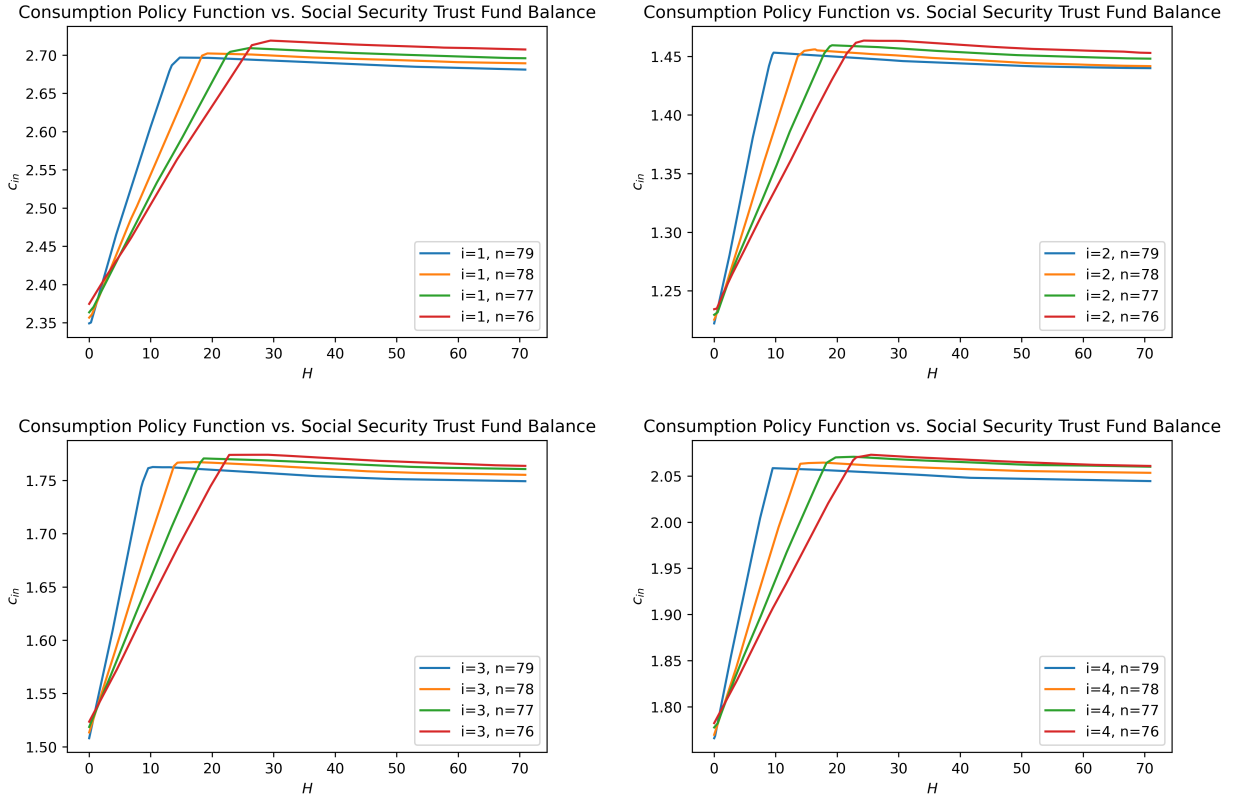 Consumption Policy Function vs. Social Security Trust Fund Balance
2.70
2.65
2.60
2.55
2.50
2.45
2.40
2.35
c_in
0 10 20 30 40 50 60 70
H
i=1, n=79
i=1, n=78
i=1, n=77
i=1, n=76
Consumption Policy Function vs. Social Security Trust Fund Balance
1.45
1.40
1.35
1.30
1.25
c_in
0 10 20 30 40 50 60 70
H
i=2, n=79
i=2, n=78
i=2, n=77
i=2, n=76
Consumption Policy Function vs. Social Security Trust Fund Balance
1.75
1.70
1.65
1.60
1.55
1.50
c_in
0 10 20 30 40 50 60 70
H
i=3, n=79
i=3, n=78
i=3, n=77
i=3, n=76
Consumption Policy Function vs. Social Security Trust Fund Balance
2.05
2.00
1.95
1.90
1.85
1.80
c_in
0 10 20 30 40 50 60 70
H
i=4, n=79
i=4, n=78
i=4, n=77
i=4, n=76